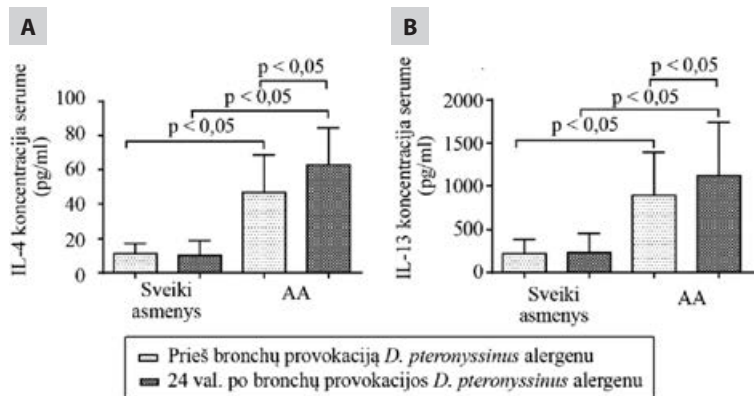 A
B
p < 0,05
p < 0,05
p < 0,05
IL-4 koncentracija serume
(pg/ml)
100
80
60
40
20
0
Sveiki
asmenys
AA
p < 0,05
p < 0,05
p < 0,05
IL-13 koncentracija serume
(pg/ml)
2000
1500
1000
500
0
Sveiki
asmenys
AA
Prieš bronchų provokaciją D. pteronyssinus alergenu
24 val. po bronchų provokacijos D. pteronyssinus alergenu